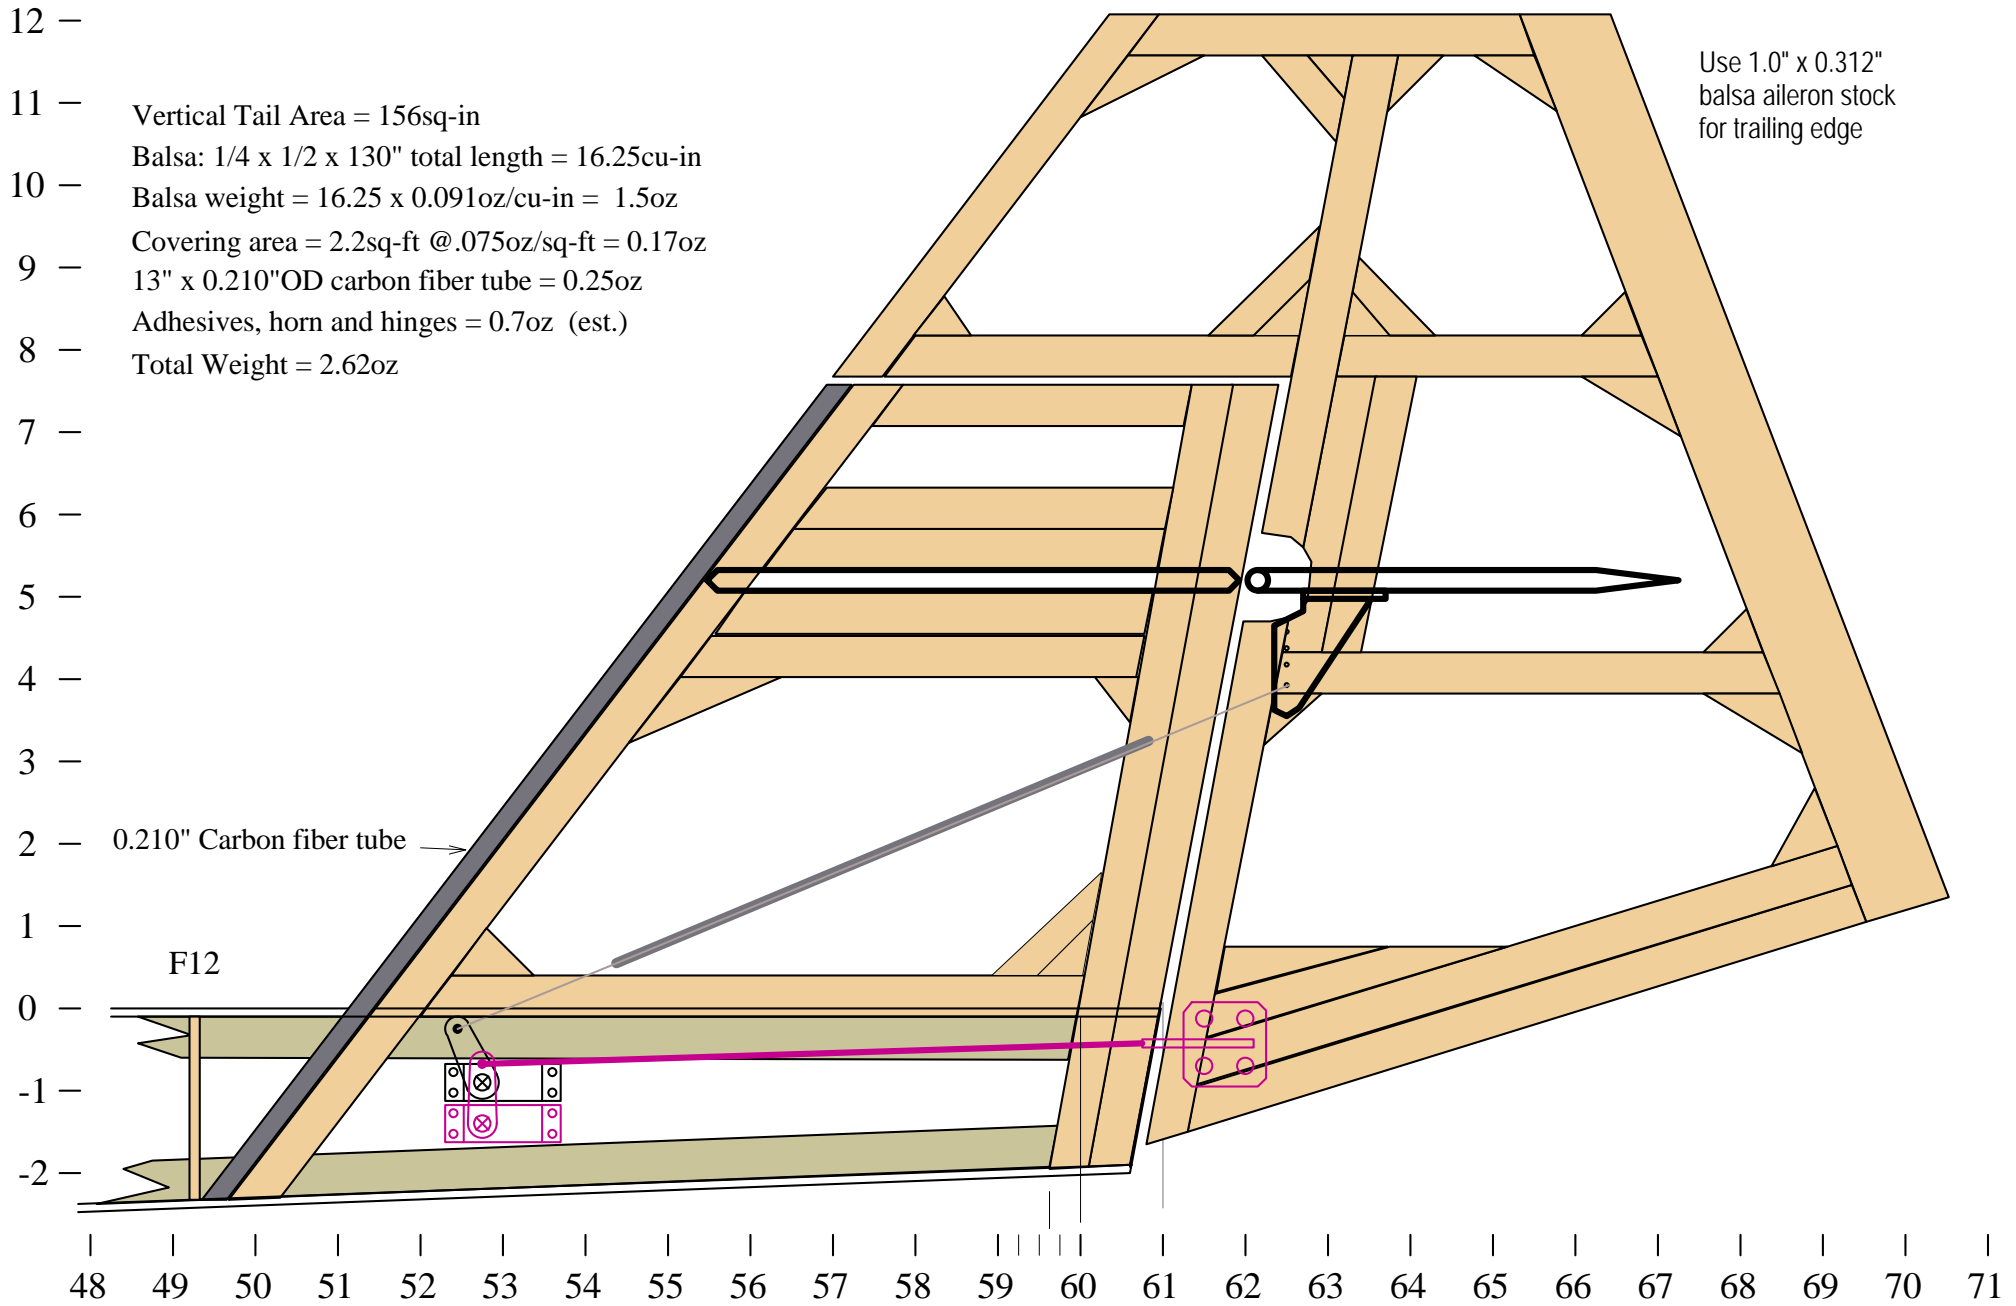 12
11
10
9
8
7
6
5
4
3
2
1
0
-1
-2
Vertical Tail Area = 156sq-in
Balsa: 1/4 x 1/2 x 130" total length = 16.25cu-in
Balsa weight = 16.25 x 0.091oz/cu-in =  1.5oz
Covering area = 2.2sq-ft @.075oz/sq-ft = 0.17oz
13" x 0.210"OD carbon fiber tube = 0.25oz
Adhesives, horn and hinges = 0.7oz  (est.)
Total Weight = 2.62oz
Use 1.0" x 0.312"
balsa aileron stock
for trailing edge
0.210" Carbon fiber tube
F12
48 49 50 51 52 53 54 55 56 57 58 59 60 61 62 63 64 65 66 67 68 69 70 71